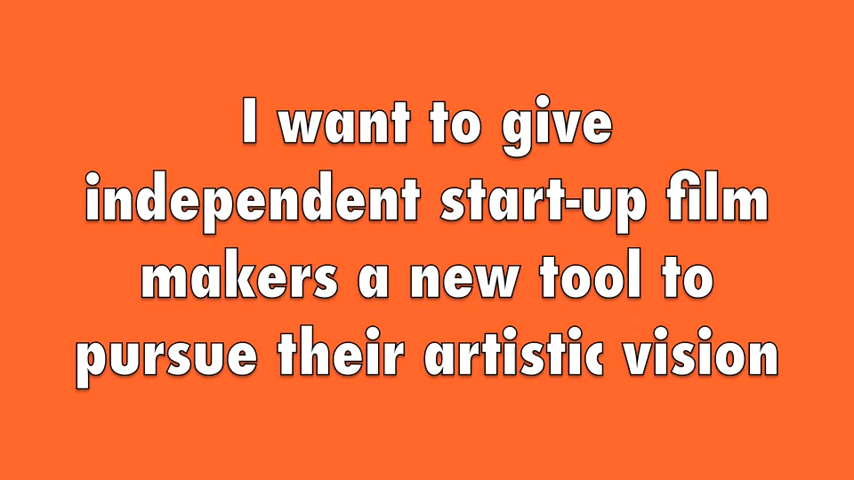 I want to give
independent start-up film
makers a new tool to
pursue their artistic vision